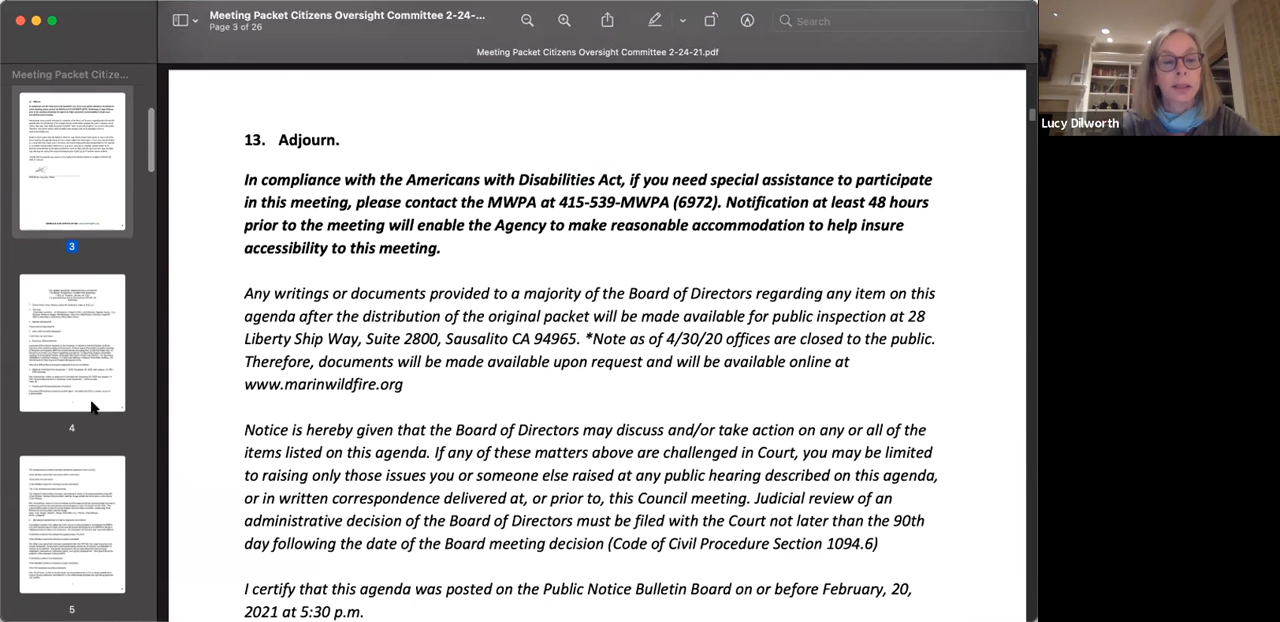 Meeting Packet Citizens Oversight Committee 2-24-...
Page 3 of 26
Search
Meeting Packet Citizens Oversight Committee 2-24-21.pdf
Meeting Packet Citize...
3
4
5
13. Adjourn.
In compliance with the American with Disabilities Act, if you need special assistance to participate
in this meeting, please contact the MWPA at 415-539-MWPA (6972). Notification at least 48 hours
prior to the meeting will enable the Agency to make reasonable accommodation to help insure
accessibility to this meeting.
Any writings or documents provided to a majority of the Board of Directors regarding any item on this
agenda after the distribution of the original packet will be made available for public inspection at 28
Liberty Ship Way, Suite 2800, Sausalito, CA 94965. *Note as of 4/30/20 Offices are closed to the public.
Therefore, information will be available upon request and will be available online at
www.marinwildfire.org
Notice is hereby given that the Board of Directors may discuss and/or take action on any or all of the
items listed on this agenda. If any of these matters above are challenged in Court, you may be limited
to raising only those issues you or someone else raised at any public hearing described in this agenda,
or in written correspondence delivered at, or prior to, this Council meeting. Judicial review of an
administrative decision of the Board of Directors must be filed with the Court no later than the 90th
day following the date of the Board of Director's decision (Code of Civil Procedure Section 1094.6)
I certify that this agenda was posted on the Public Notice Bulletin Board on or before February, 20,
2021 at 5:30 p.m.
Lucy Dilworth